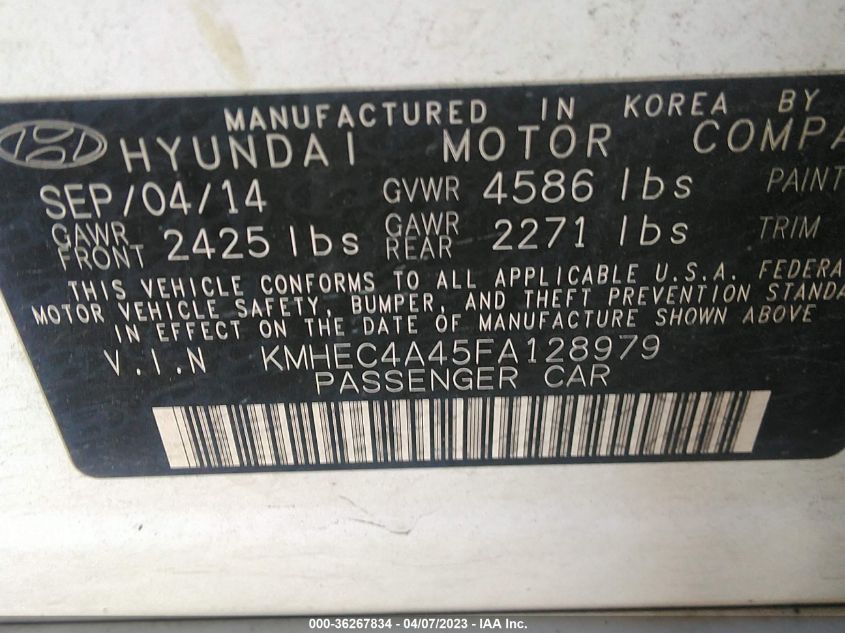 MANUFACTURED IN KOREA BY
HYUNDAI MOTOR COMPA
SEP/04/14 GVWR 4586 lbs PAINT
GAWR FRONT 2425 lbs GAWR REAR 2271 lbs TRIM
THIS VEHICLE CONFORMS TO ALL APPLICABLE U.S.A. FEDERA
MOTOR VEHICLE SAFETY, BUMPER, AND THEFT PREVENTION STANDA
IN EFFECT ON THE DATE OF MANUFACTURE SHOWN ABOVE
V.I.N KMHEC4A45FA128979
PASSENGER CAR
000-36267834 - 04/07/2023 - IAA Inc.